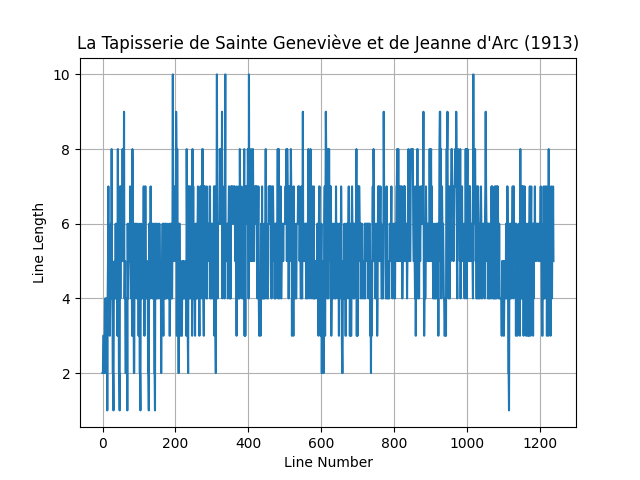 La Tapisserie de Sainte Geneviève et de Jeanne d'Arc (1913)
10
8
6
4
2
Line Length
0 200 400 600 800 1000 1200
Line Number